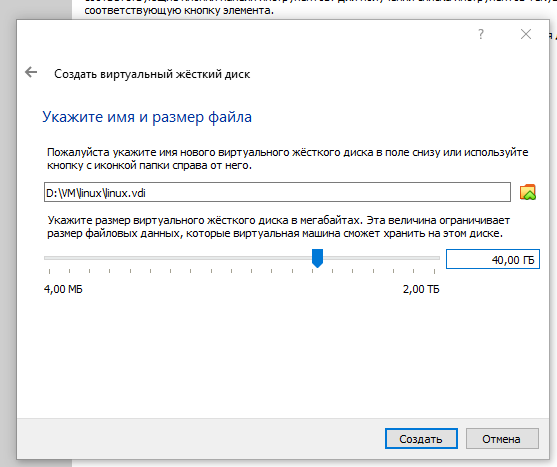 соответствующую кнопку элемента.
?
Создать виртуальный жёсткий диск
Укажите имя и размер файла
Пожалуйста укажите имя нового виртуального жёсткого диска в поле снизу или используйте
кнопку с иконкой папки справа от него.
D:\VM\linux\linux.vdi
Укажите размер виртуального жёсткого диска в мегабайтах. Эта величина ограничивает
размер файловых данных, которые виртуальная машина сможет хранить на этом диске.
40,00 ГБ
4,00 МБ
2,00 ТБ
Создать
Отмена